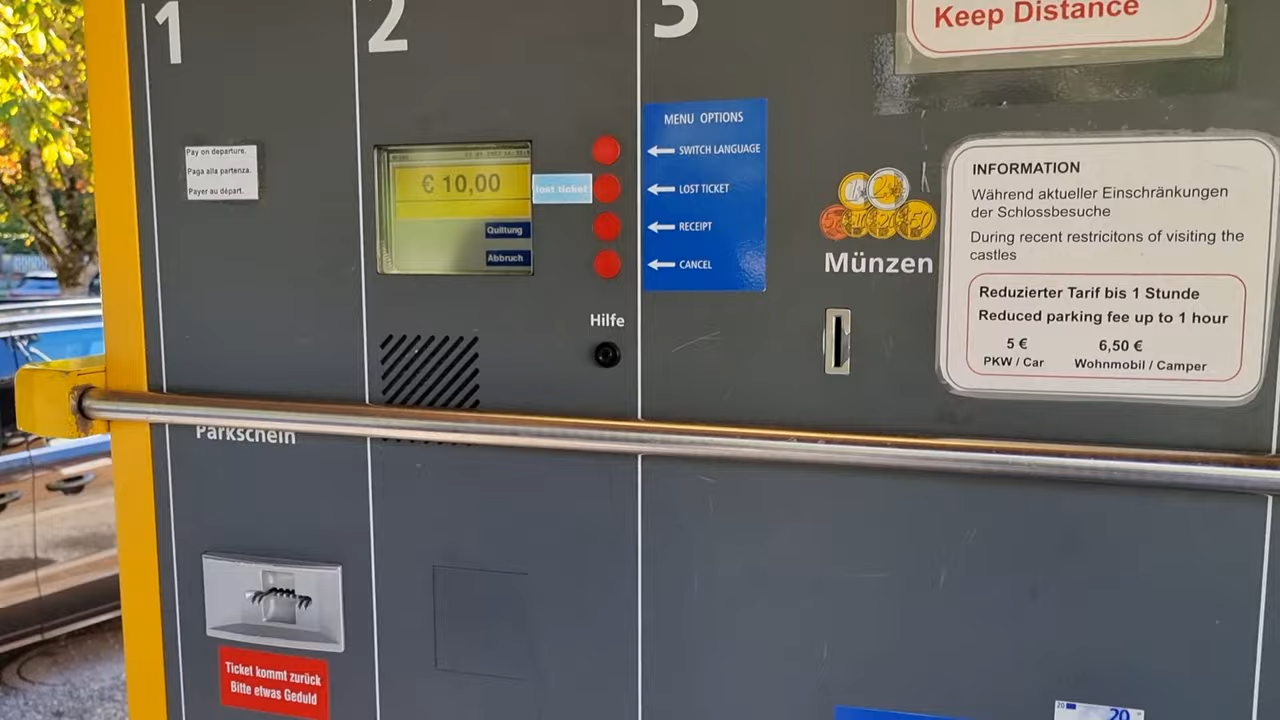 1
2
3
Keep Distance
Pay on departure.
Paga alla partenza.
Payer au départ.
€ 10,00
Quittung
Abbruch
lost ticket
MENU OPTIONS
SWITCH LANGUAGE
LOST TICKET
RECEIPT
CANCEL
Hilfe
Münzen
INFORMATION
Während aktueller Einschränkungen
der Schlossbesuche
During recent restricitons of visiting the
castles
Reduzierter Tarif bis 1 Stunde
Reduced parking fee up to 1 hour
5 € 6,50 €
PKW / Car Wohnmobil / Camper
Parkschein
Ticket kommt zurück
Bitte etwas Geduld
20 20